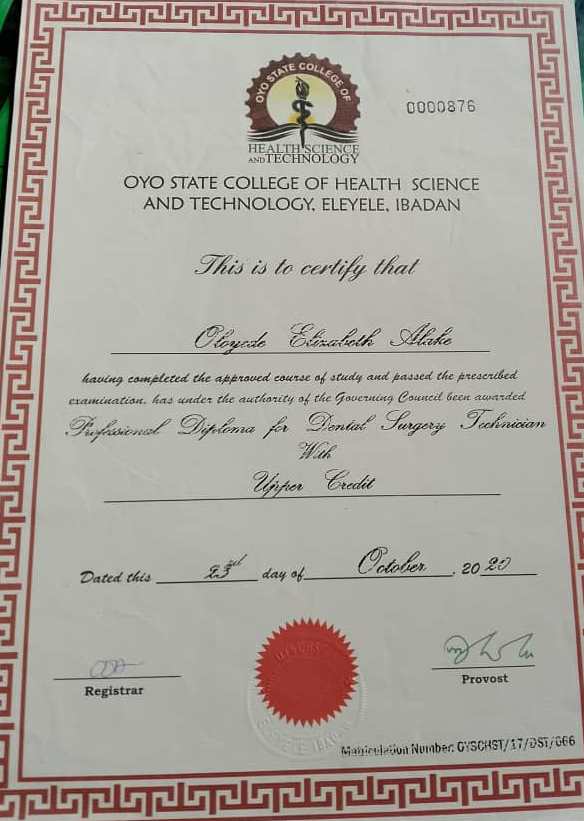 OYO STATE COLLEGE OF
HEALTH SCIENCE
AND TECHNOLOGY
0000876
OYO STATE COLLEGE OF HEALTH SCIENCE
AND TECHNOLOGY, ELEYELE, IBADAN
This is to certify that
Oloyede Elizabeth Alake
having completed the approved course of study and passed the prescribed
examination, has under the authority of the Governing Council been awarded
Professional Diploma for Dental Surgery Technician
With
Upper Credit
Dated this 23rd day of October, 2020
Registrar
Provost
Matriculation Number: OYSCHST/17/DST/066